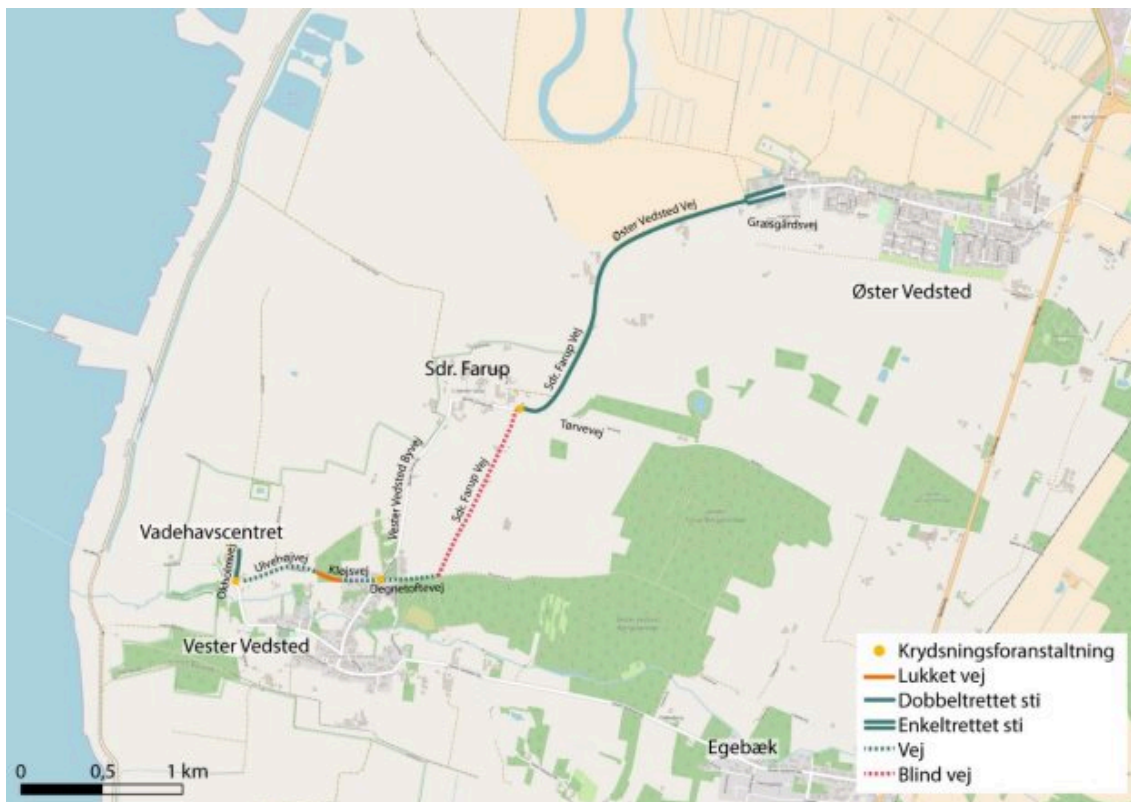 Øster Vedsted Vej
Græsgårdsvej
Øster Vedsted
Sdr. Farup Vej
Sdr. Farup
Tørvevej
Vester Vedsted Byvej
Sdr. Farup Vej
Vadehavscentret
Okholmvej
Ulvehøjvej
Kløjsvej
Degnetoftevej
Vester Vedsted
Egebæk
Krydsningsforanstaltning
Lukket vej
Dobbeltrettet sti
Enkeltrettet sti
Vej
Blind vej
0 0,5 1 km